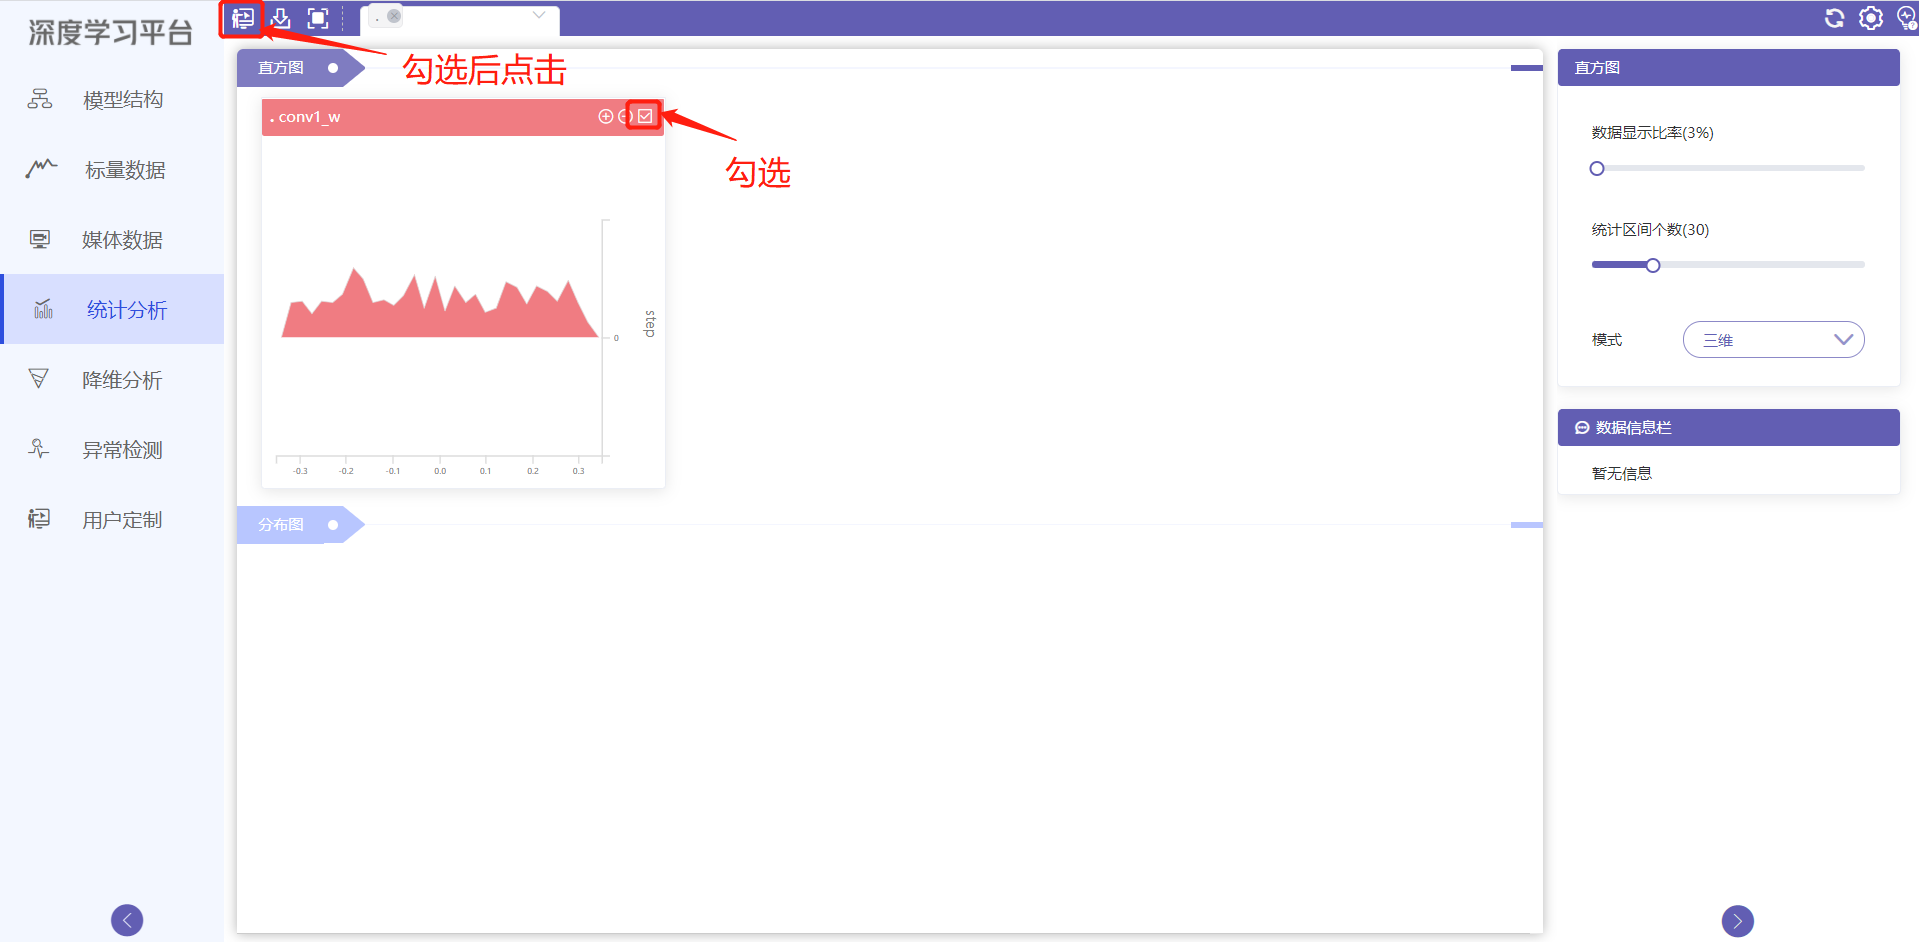 深度学习平台
模型结构
标量数据
媒体数据
统计分析
降维分析
异常检测
用户定制
.
勾选后点击
直方图
. conv1_w
勾选
step
0
-0.3 -0.2 -0.1 0.0 0.1 0.2 0.3
分布图
直方图
数据显示比率(3%)
统计区间个数(30)
模式 三维
数据信息栏
暂无信息